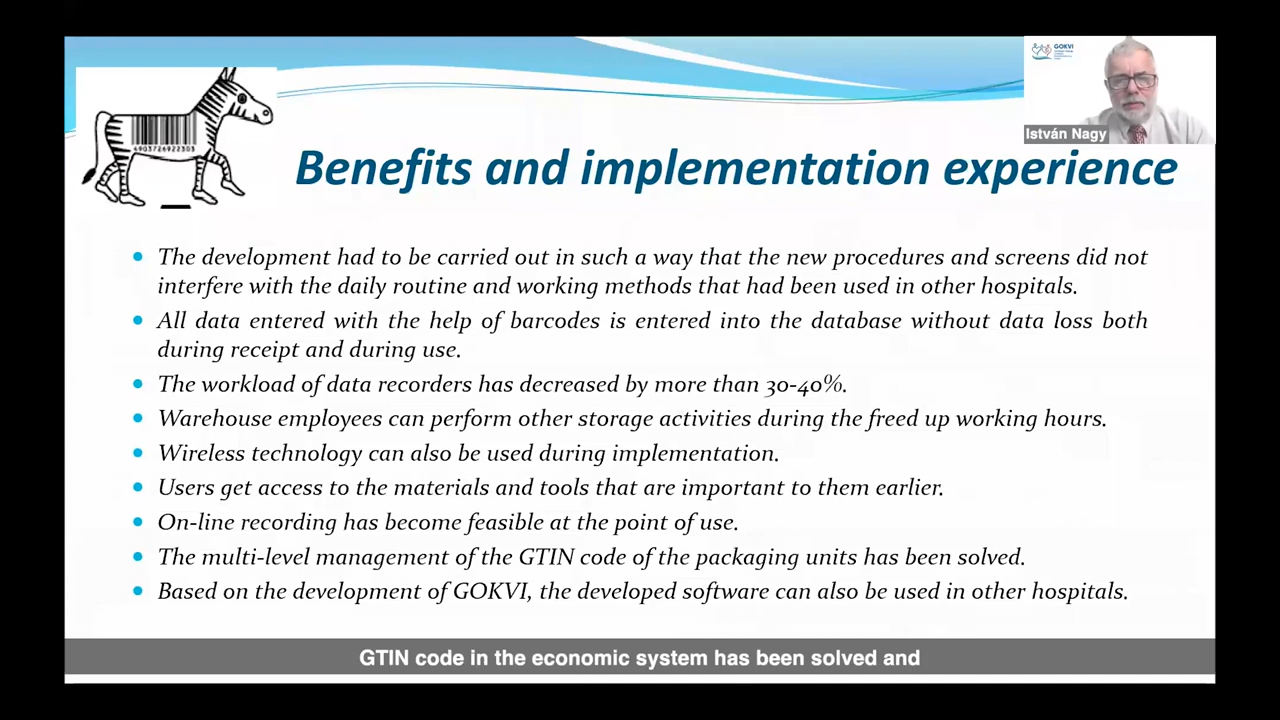 GOKVI
István Nagy
4903726922303
Benefits and implementation experience
• The development had to be carried out in such a way that the new procedures and screens did not
interfere with the daily routine and working methods that had been used in other hospitals.
• All data entered with the help of barcodes is entered into the database without data loss both
during receipt and during use.
• The workload of data recorders has decreased by more than 30-40%.
• Warehouse employees can perform other storage activities during the freed up working hours.
• Wireless technology can also be used during implementation.
• Users get access to the materials and tools that are important to them earlier.
• On-line recording has become feasible at the point of use.
• The multi-level management of the GTIN code of the packaging units has been solved.
• Based on the development of GOKVI, the developed software can also be used in other hospitals.
GTIN code in the economic system has been solved and